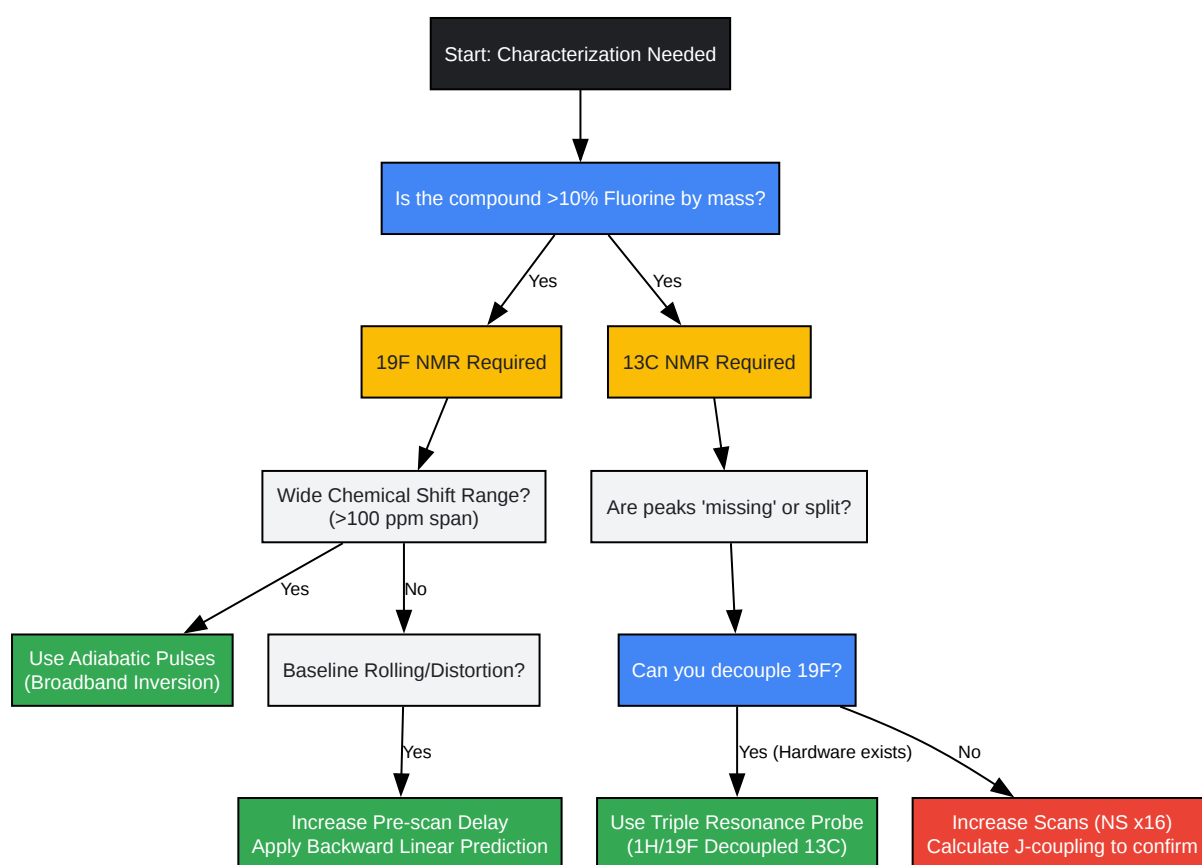 Start: Characterization Needed
Is the compound >10% Fluorine by mass?
Yes
Yes
19F NMR Required
13C NMR Required
Wide Chemical Shift Range?
(>100 ppm span)
Are peaks 'missing' or split?
Yes
No
Use Adiabatic Pulses
(Broadband Inversion)
Baseline Rolling/Distortion?
Can you decouple 19F?
Yes
Yes (Hardware exists)
No
Increase Pre-scan Delay
Apply Backward Linear Prediction
Use Triple Resonance Probe
(1H/19F Decoupled 13C)
Increase Scans (NS x16)
Calculate J-coupling to confirm